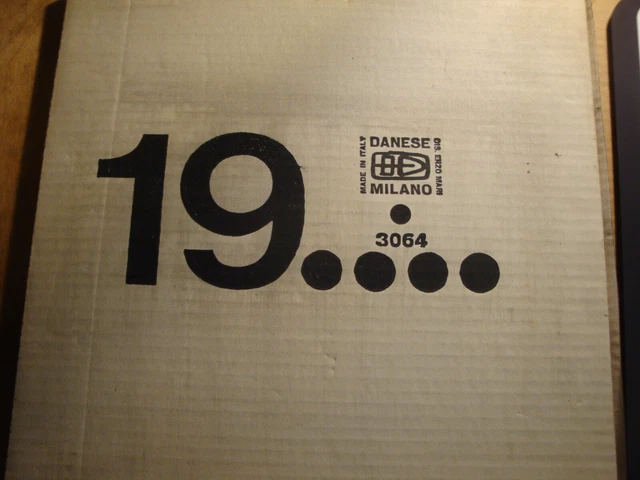 19....
DANESE
MADE IN ITALY
DIS. ENZO MARI
MILANO
3064